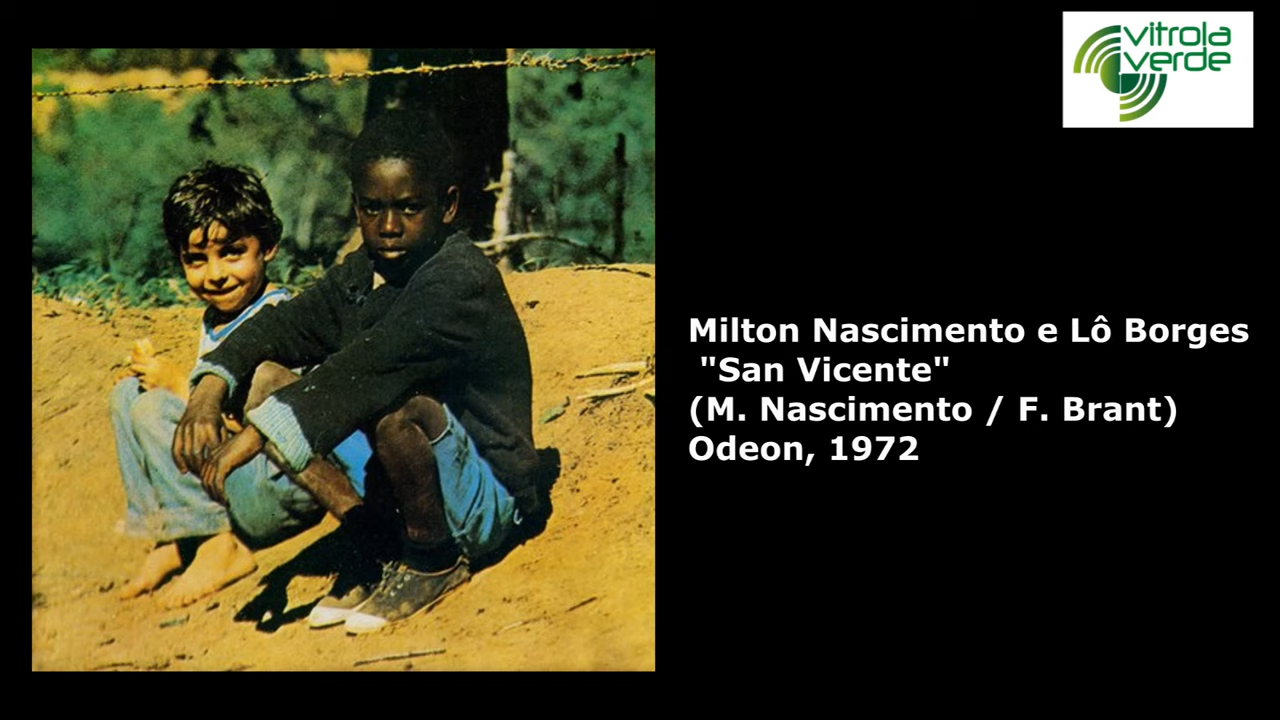 vitrola
verde
Milton Nascimento e Lô Borges
"San Vicente"
(M. Nascimento / F. Brant)
Odeon, 1972